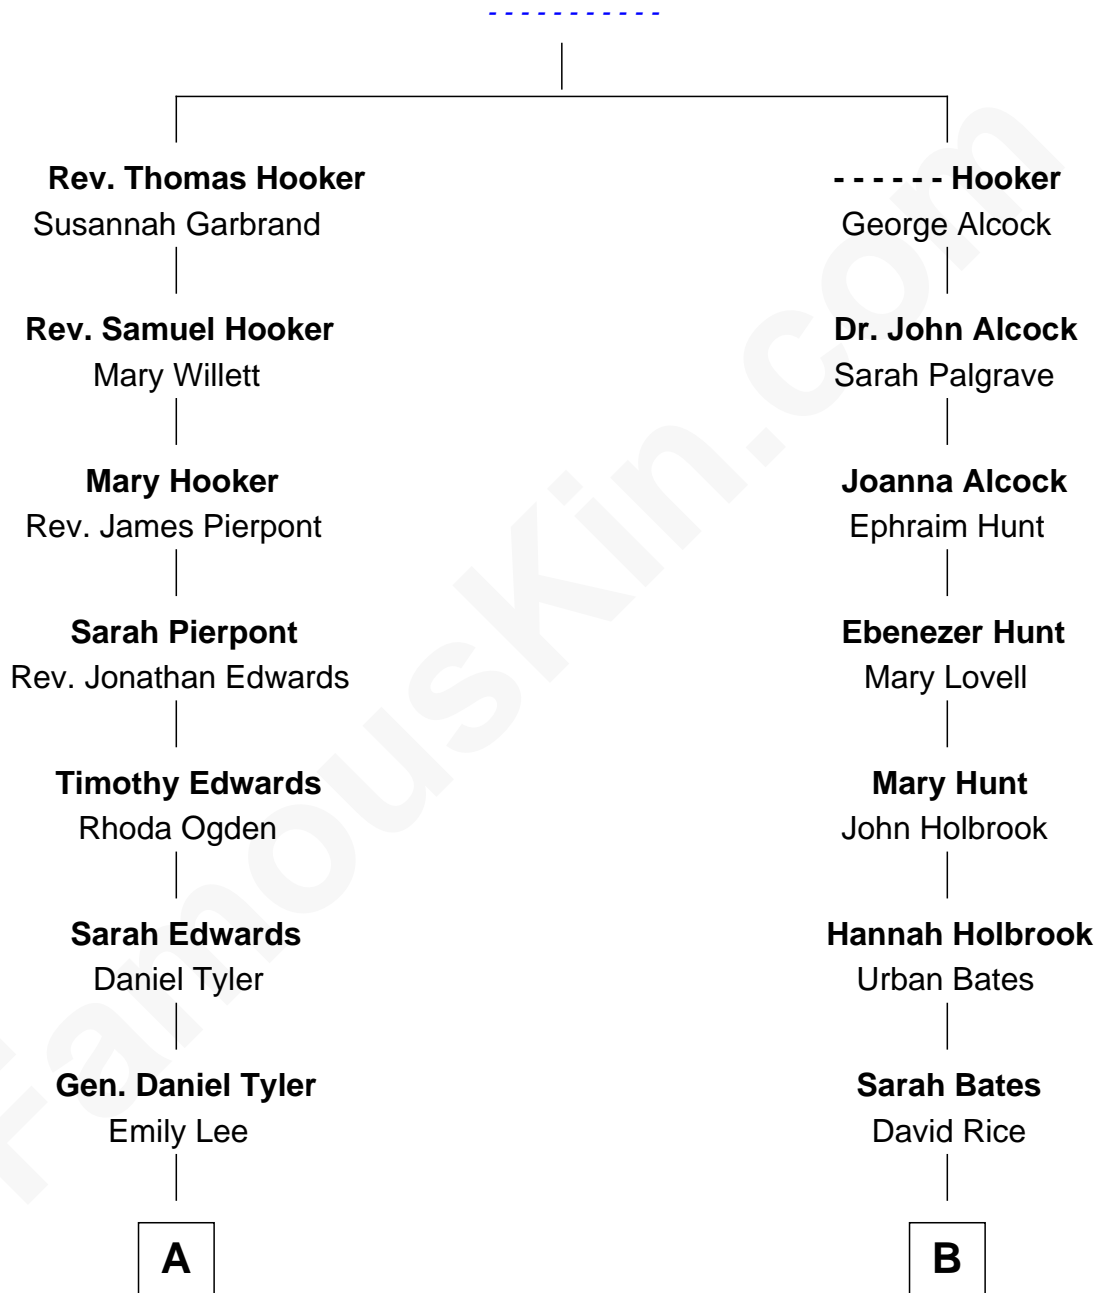 - - - - - - - - - - -
Rev. Thomas Hooker
Susannah Garbrand
Rev. Samuel Hooker
Mary Willett
Mary Hooker
Rev. James Pierpont
Sarah Pierpont
Rev. Jonathan Edwards
Timothy Edwards
Rhoda Ogden
Sarah Edwards
Daniel Tyler
Gen. Daniel Tyler
Emily Lee
A
- - - - - - Hooker
George Alcock
Dr. John Alcock
Sarah Palgrave
Joanna Alcock
Ephraim Hunt
Ebenezer Hunt
Mary Lovell
Mary Hunt
John Holbrook
Hannah Holbrook
Urban Bates
Sarah Bates
David Rice
B
FamousKin.com